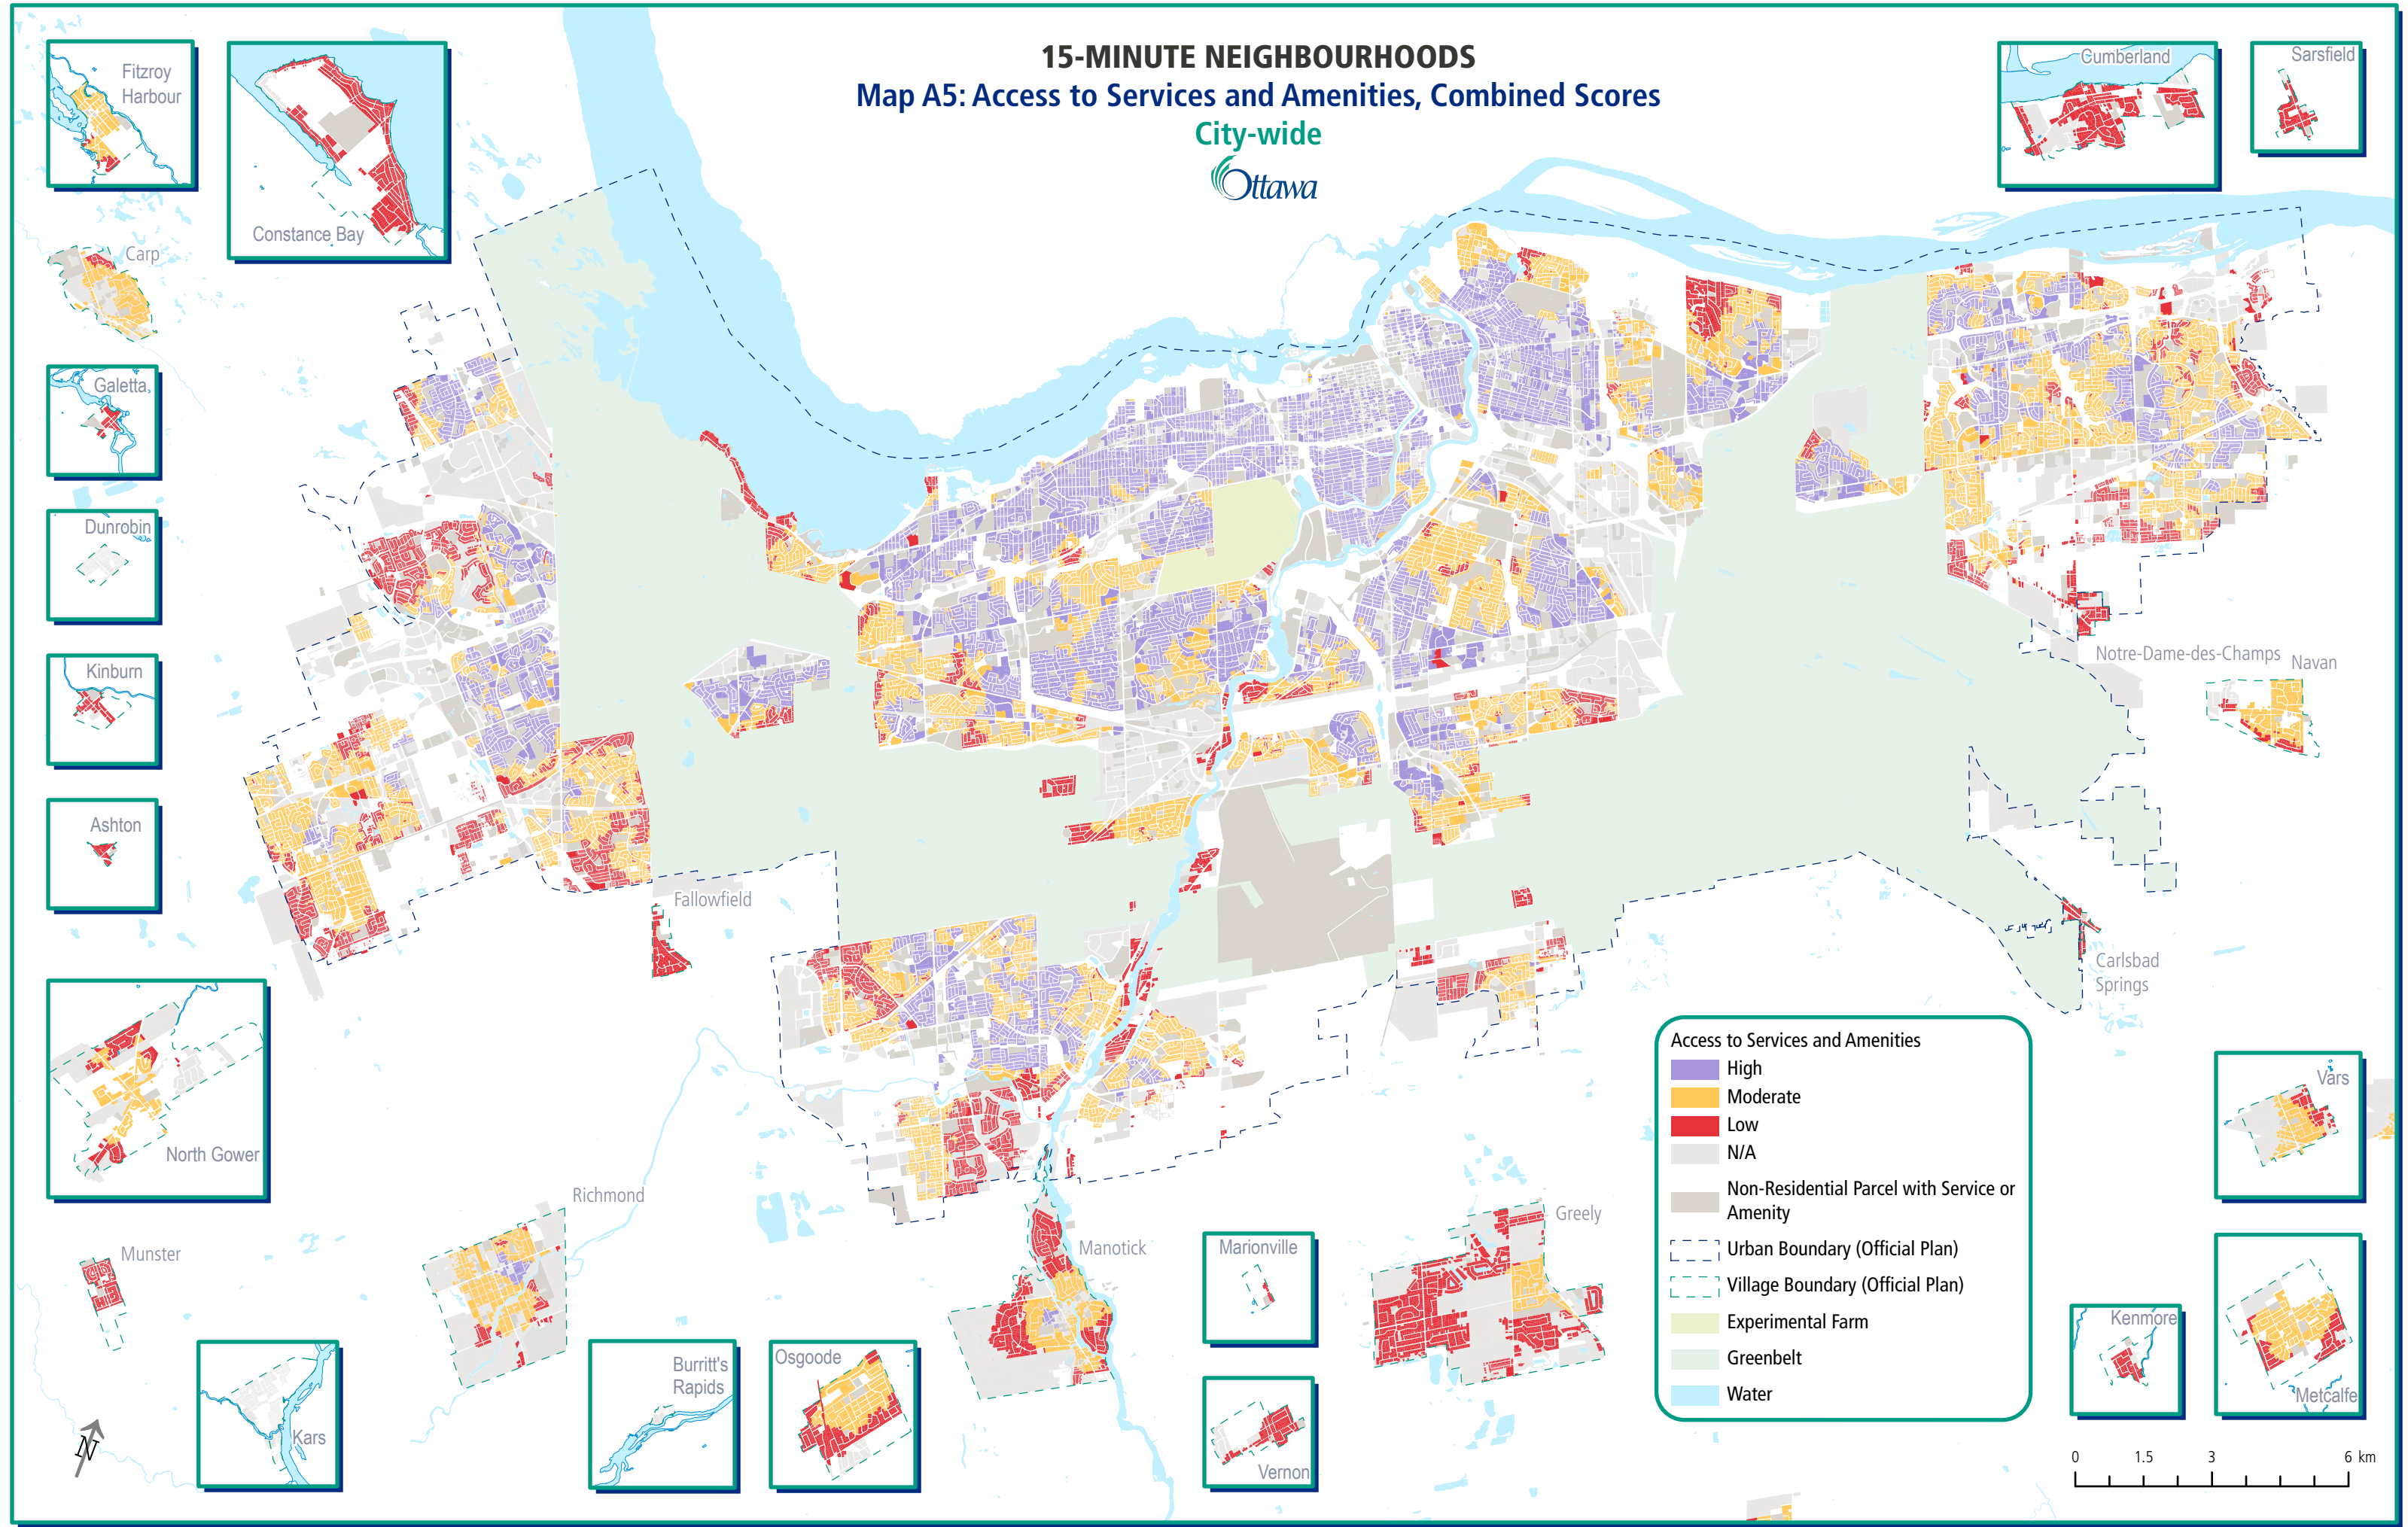 15-MINUTE NEIGHBOURHOODS
Map A5: Access to Services and Amenities, Combined Scores
City-wide
Ottawa
Fitzroy
Harbour
Constance Bay
Cumberland
Sarsfield
Carp
Galetta,
Dunrobin
Kinburn
Ashton
Notre-Dame-des-Champs
Navan
Fallowfield
Carlsbad
Springs
North Gower
Richmond
Munster
Kars
Burritt's
Rapids
Osgoode
Manotick
Marionville
Vernon
Greely
Vars
Kenmore
Metcalfe
Access to Services and Amenities
High
Moderate
Low
N/A
Non-Residential Parcel with Service or
Amenity
Urban Boundary (Official Plan)
Village Boundary (Official Plan)
Experimental Farm
Greenbelt
Water
N
0 1.5 3 6 km